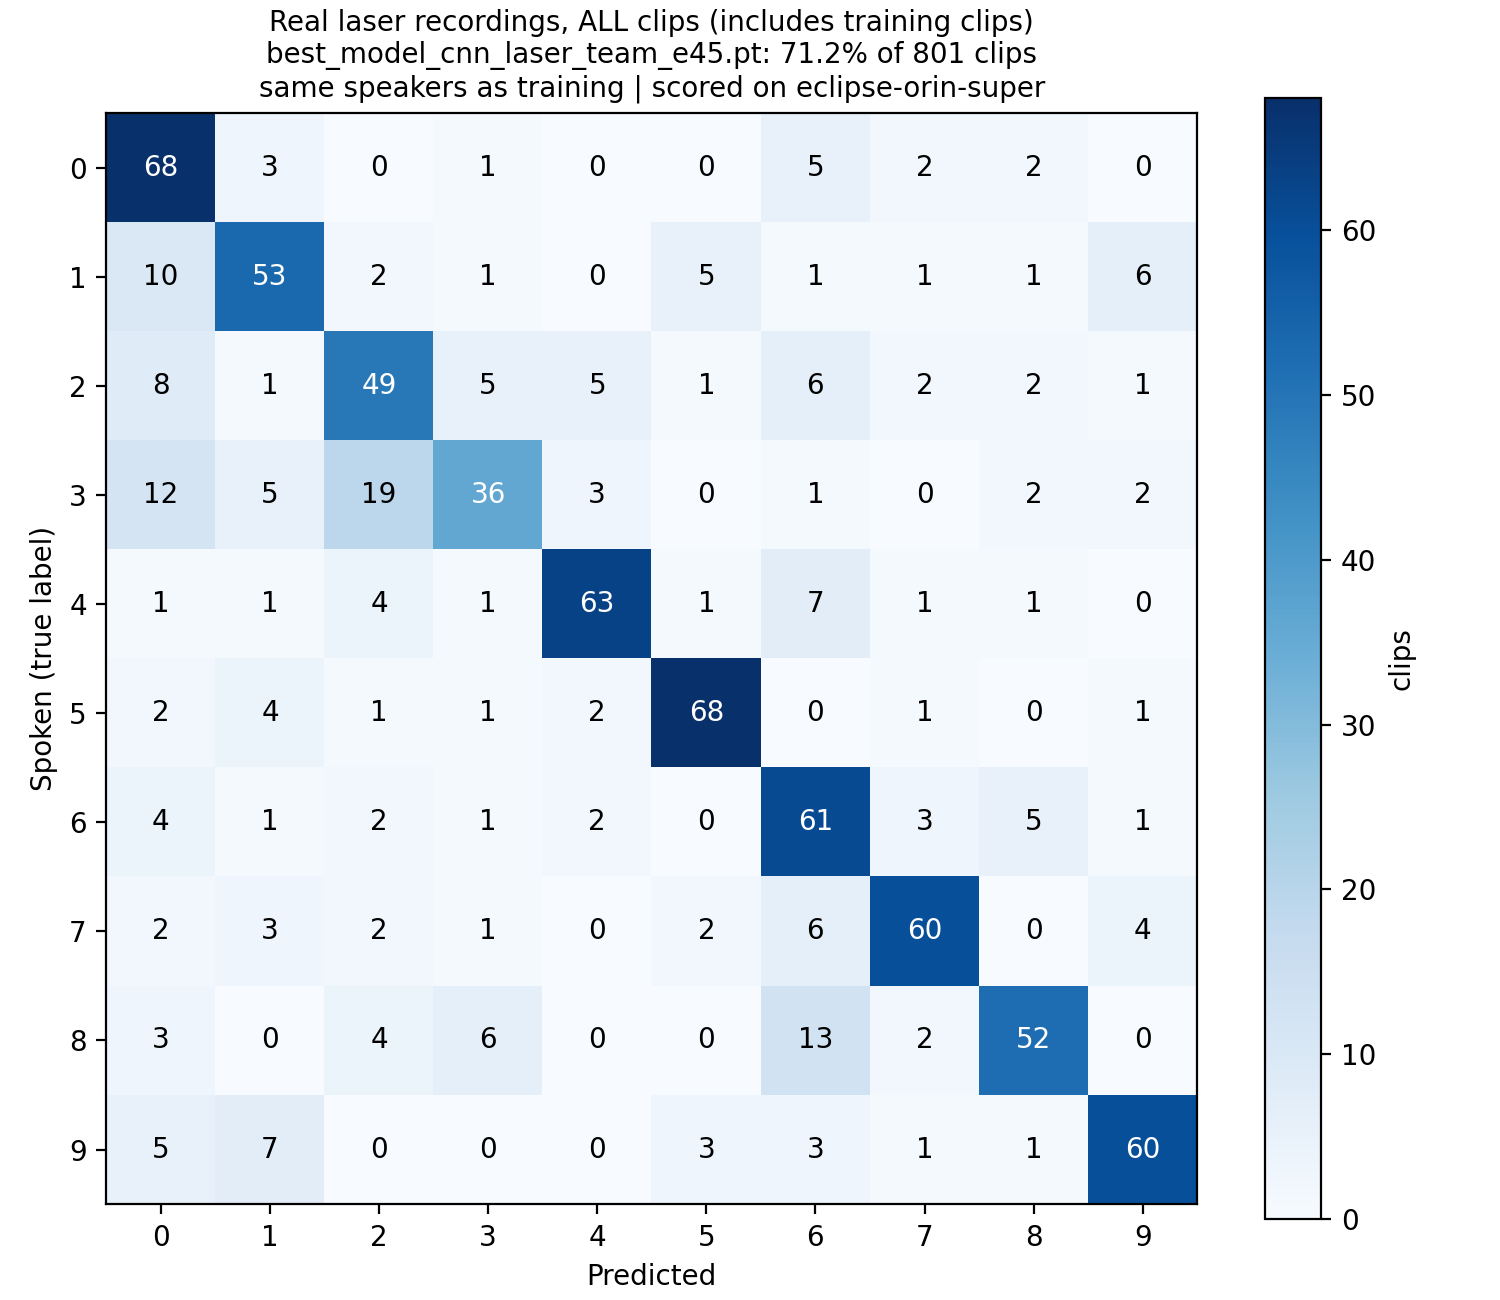 Real laser recordings, ALL clips (includes training clips)
best_model_cnn_laser_team_e45.pt: 71.2% of 801 clips
same speakers as training | scored on eclipse-orin-super
Spoken (true label)
0 68 3 0 1 0 0 5 2 2 0
1 10 53 2 1 0 5 1 1 1 6
2 8 1 49 5 5 1 6 2 2 1
3 12 5 19 36 3 0 1 0 2 2
4 1 1 4 1 63 1 7 1 1 0
5 2 4 1 1 2 68 0 1 0 1
6 4 1 2 1 2 0 61 3 5 1
7 2 3 2 1 0 2 6 60 0 4
8 3 0 4 6 0 0 13 2 52 0
9 5 7 0 0 0 3 3 1 1 60
0 1 2 3 4 5 6 7 8 9
Predicted
60
50
40
30
20
10
0
clips